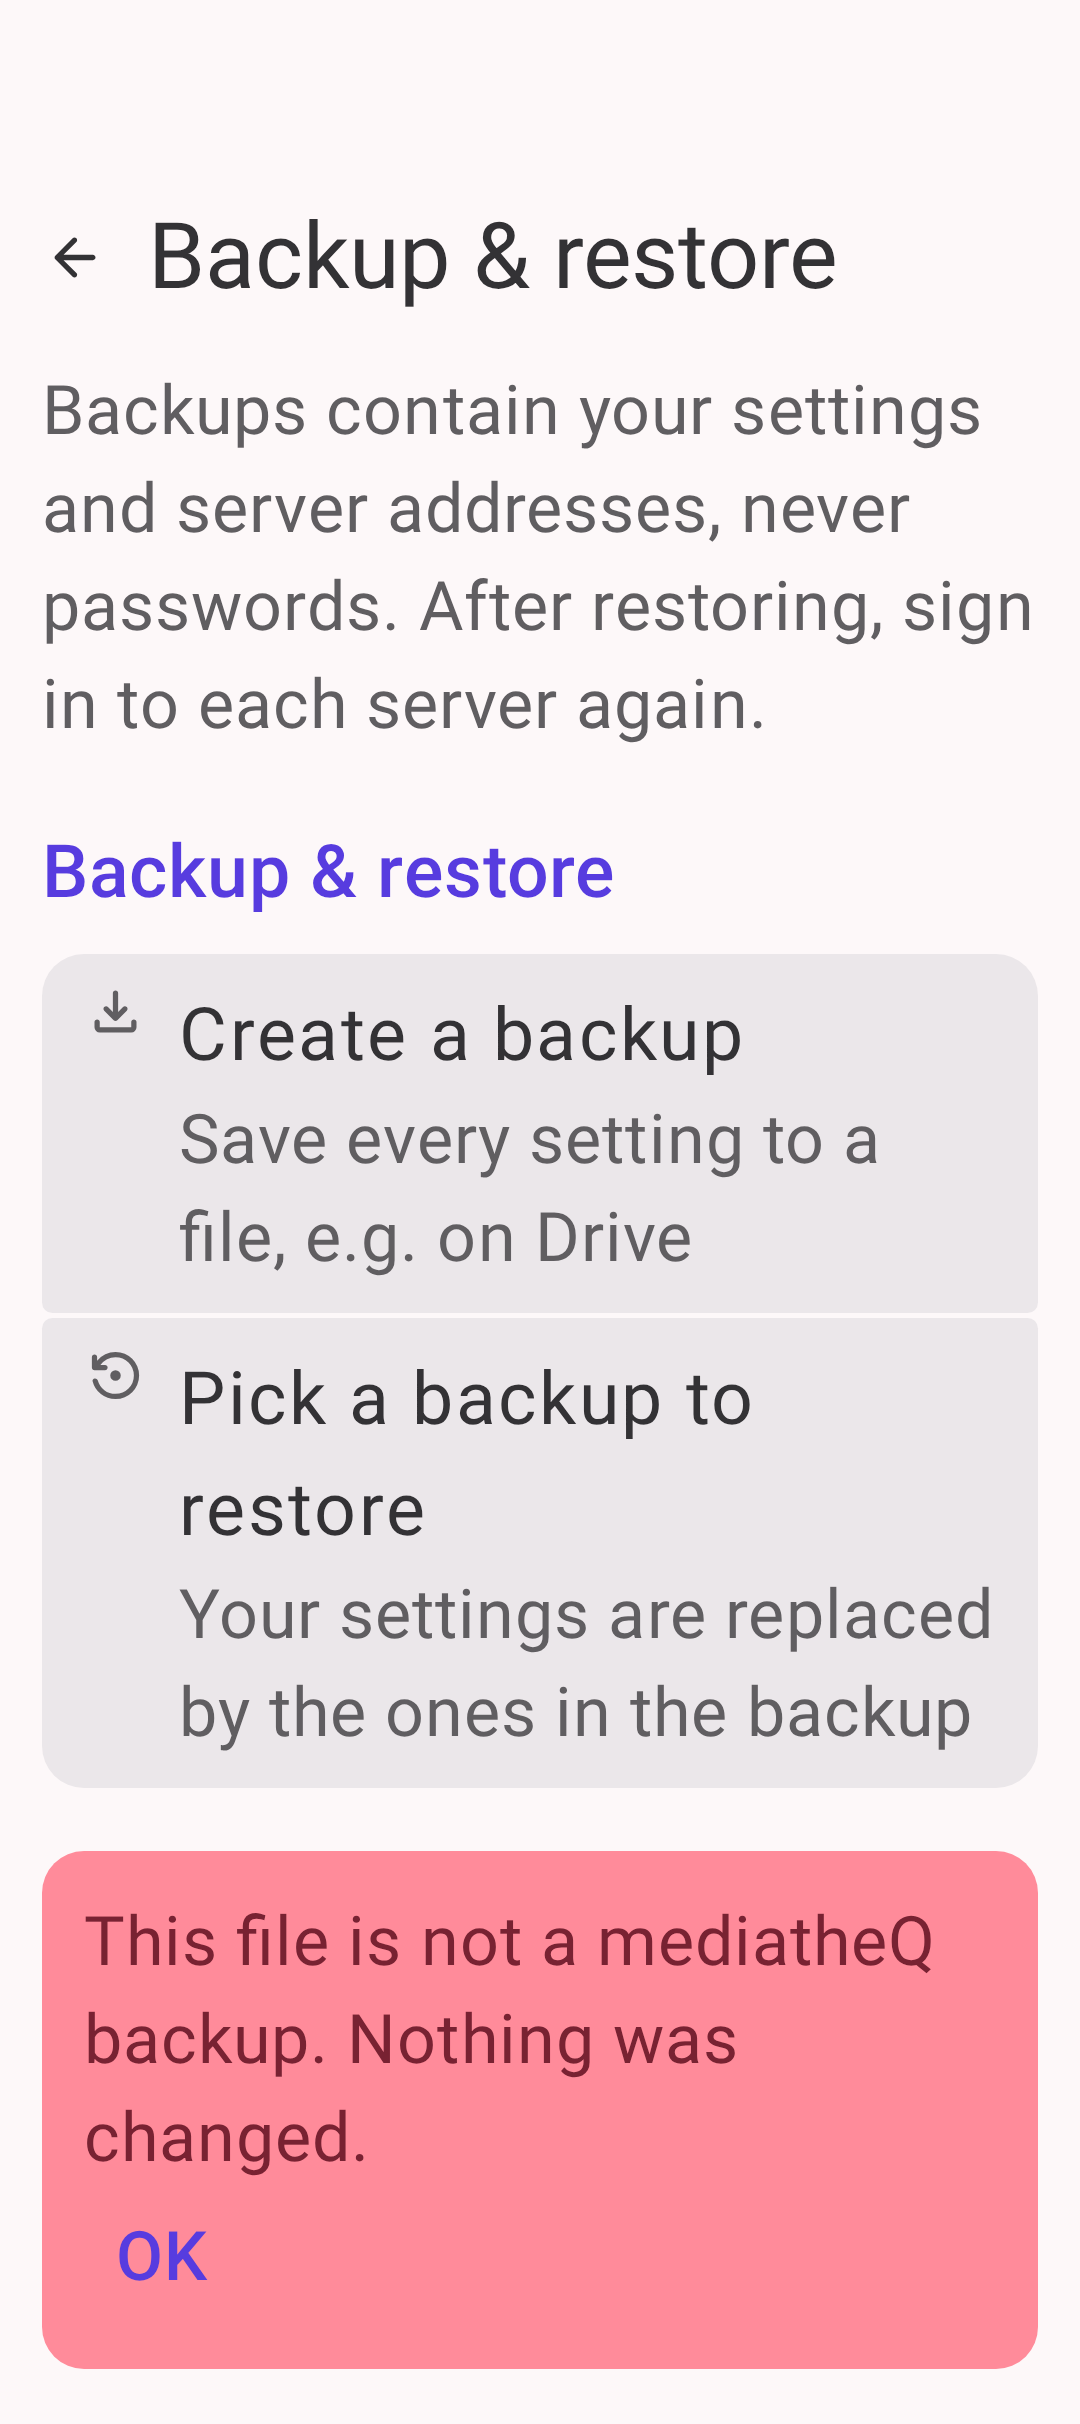 Backup & restore
Backups contain your settings
and server addresses, never
passwords. After restoring, sign
in to each server again.
Backup & restore
Create a backup
Save every setting to a
file, e.g. on Drive
Pick a backup to
restore
Your settings are replaced
by the ones in the backup
This file is not a mediatheQ
backup. Nothing was
changed.
OK